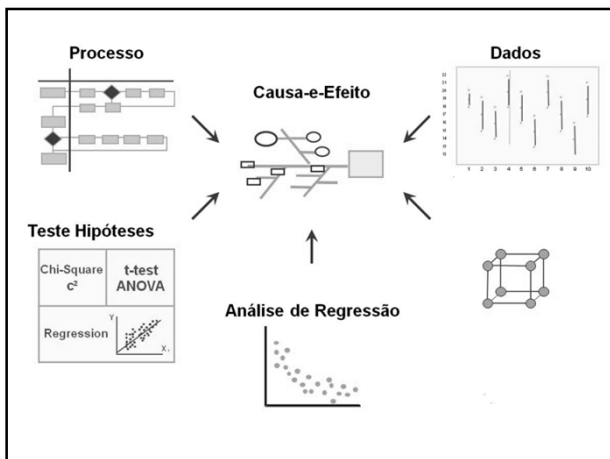 Processo
Dados
Causa-e-Efeito
1 2 3 4 5 6 7 8 9 10
Teste Hipóteses
Chi-Square
c²
t-test
ANOVA
Regression
Y
X
Análise de Regressão